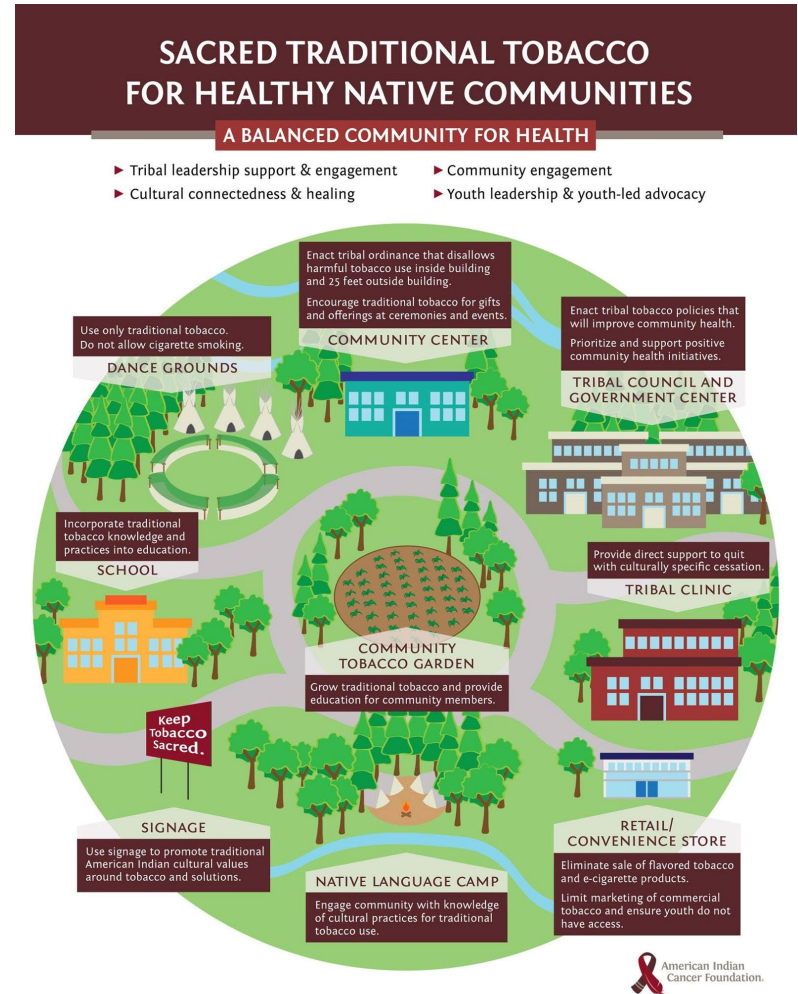 SACRED TRADITIONAL TOBACCO
FOR HEALTHY NATIVE COMMUNITIES
A BALANCED COMMUNITY FOR HEALTH
► Tribal leadership support & engagement
► Cultural connectedness & healing
► Community engagement
► Youth leadership & youth-led advocacy
Enact tribal ordinance that disallows
harmful tobacco use inside building
and 25 feet outside building.
Encourage traditional tobacco for gifts
and offerings at ceremonies and events.
COMMUNITY CENTER
Use only traditional tobacco.
Do not allow cigarette smoking.
DANCE GROUNDS
Enact tribal tobacco policies that
will improve community health.
Prioritize and support positive
community health initiatives.
TRIBAL COUNCIL AND
GOVERNMENT CENTER
Incorporate traditional
tobacco knowledge and
practices into education.
SCHOOL
Provide direct support to quit
with culturally specific cessation.
TRIBAL CLINIC
COMMUNITY
TOBACCO GARDEN
Grow traditional tobacco and provide
education for community members.
Keep
Tobacco
Sacred.
SIGNAGE
Use signage to promote traditional
American Indian cultural values
around tobacco and solutions.
NATIVE LANGUAGE CAMP
Engage community with knowledge
of cultural practices for traditional
tobacco use.
RETAIL/
CONVENIENCE STORE
Eliminate sale of flavored tobacco
and e-cigarette products.
Limit marketing of commercial
tobacco and ensure youth do not
have access.
American Indian
Cancer Foundation.